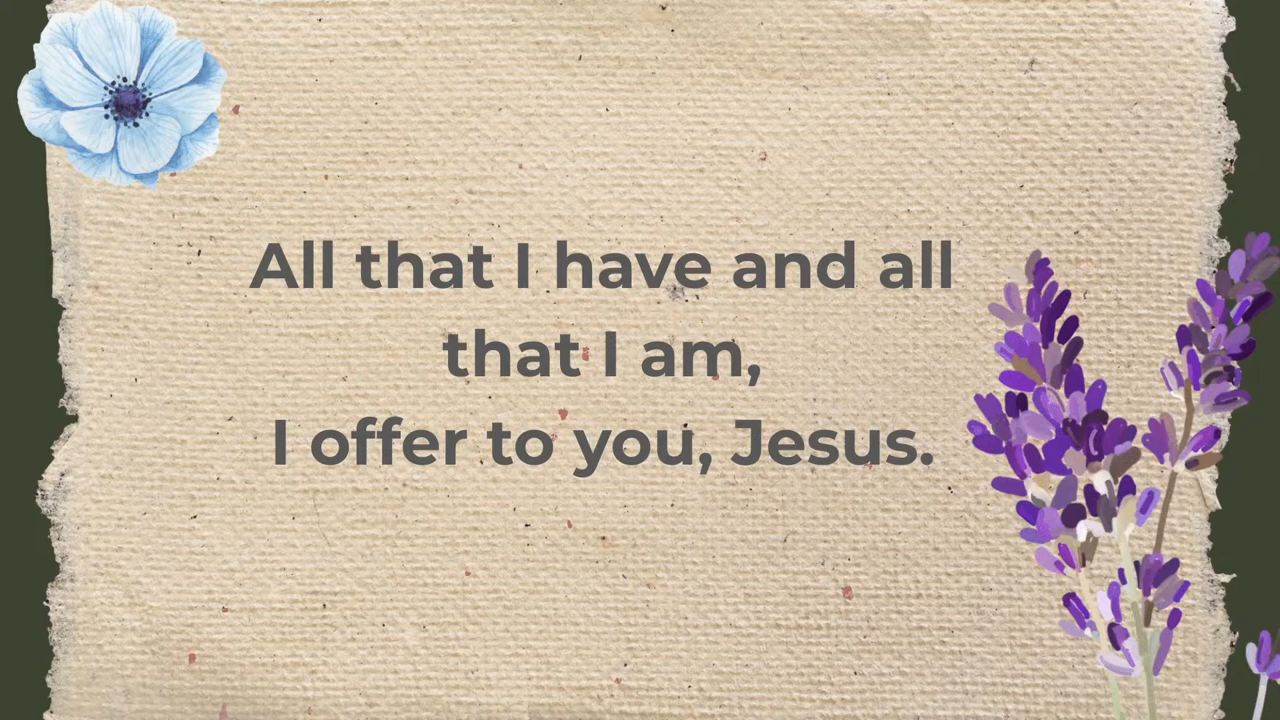 All that I have and all
that I am,
I offer to you, Jesus.